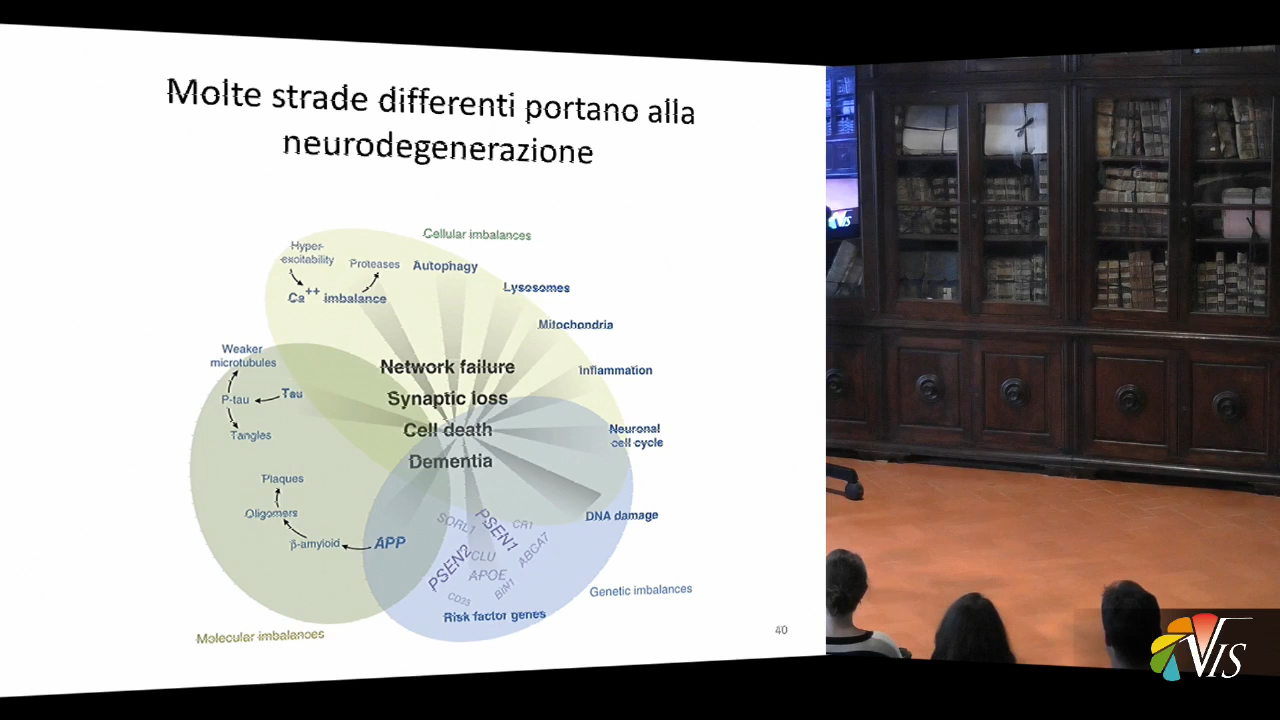 Molte strade differenti portano alla
neurodegenerazione
Cellular imbalances
Hyper-
excitability
Proteases
Autophagy
Ca++ imbalance
Lysosomes
Mitochondria
Weaker
microtubules
Network failure
Inflammation
P-tau
Tau
Synaptic loss
Tangles
Cell death
Neuronal
cell cycle
Dementia
Plaques
Oligomers
DNA damage
SORL1
PSEN1
CR1
β-amyloid
APP
PSEN2
CLU
ABCA7
APOE
BIN1
CD33
Genetic imbalances
Risk factor genes
Molecular imbalances
40
VIS